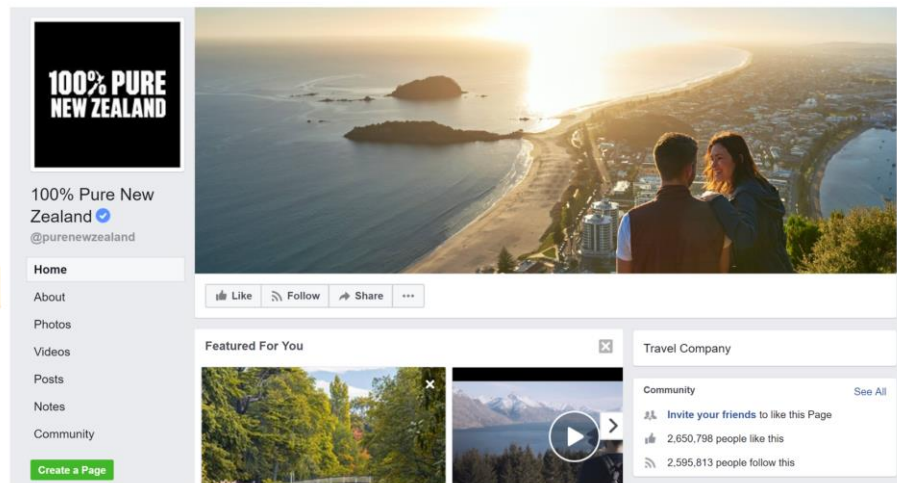 100% PURE
NEW ZEALAND
100% Pure New
Zealand
@purenewzealand
Home
About
Photos
Videos
Posts
Notes
Community
Create a Page
Like
Follow
Share
Featured For You
Travel Company
Community
See All
Invite your friends to like this Page
2,650,798 people like this
2,595,813 people follow this